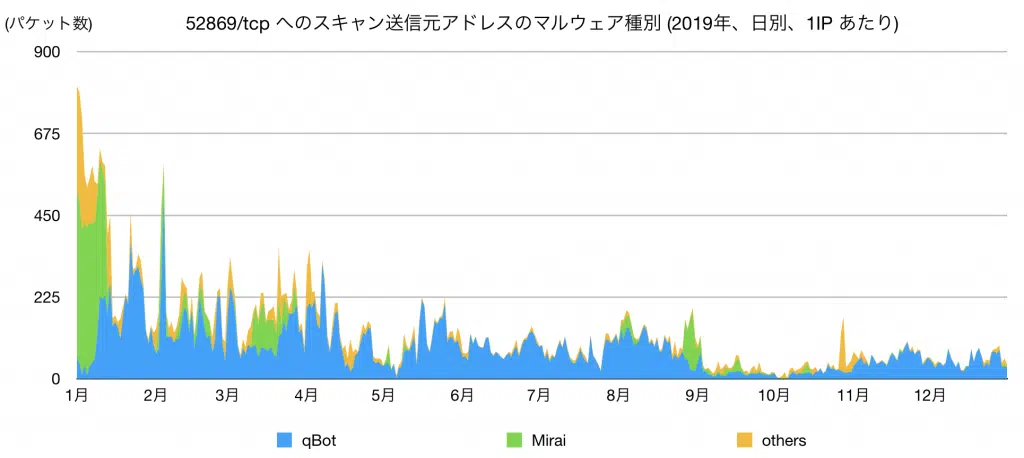 (パケット数)
52869/tcp へのスキャン送信元アドレスのマルウェア種別 (2019年、日別、1IP あたり)
900
675
450
225
0
1月 2月 3月 4月 5月 6月 7月 8月 9月 10月 11月 12月
qBot Mirai others